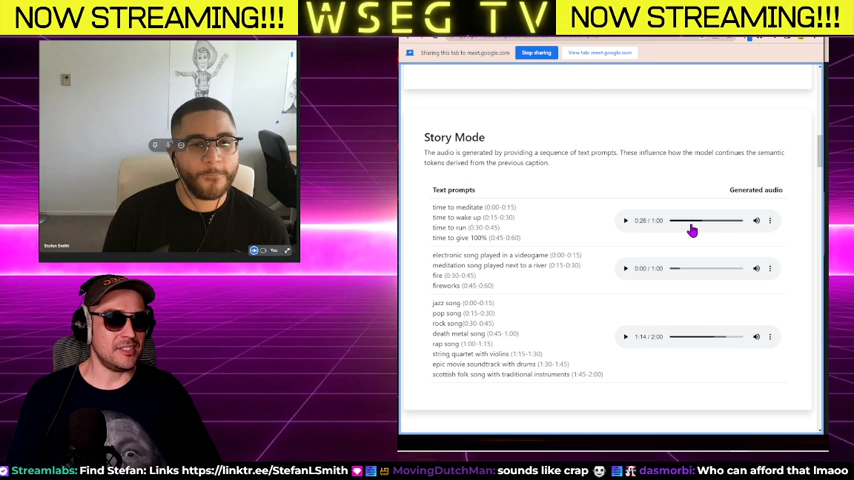 NOW STREAMING!!!
WSEG TV
NOW STREAMING!!!
Sharing this tab to meet.google.com
Stop sharing
View tab: meet.google.com
Story Mode
The audio is generated by providing a sequence of text prompts. These influence how the model continues the semantic
tokens derived from the previous caption.
Text prompts
Generated audio
time to meditate (0:00-0:15)
time to wake up (0:15-0:30)
time to run (0:30-0:45)
time to give 100% (0:45-0:60)
0:26 / 1:00
electronic song played in a videogame (0:00-0:15)
meditation song played next to a river (0:15-0:30)
fire (0:30-0:45)
fireworks (0:45-0:60)
0:00 / 1:00
jazz song (0:00-0:15)
pop song (0:15-0:30)
rock song(0:30-0:45)
death metal song (0:45-1:00)
rap song (1:00-1:15)
string quartet with violins (1:15-1:30)
epic movie soundtrack with drums (1:30-1:45)
scottish folk song with traditional instruments (1:45-2:00)
1:14 / 2:00
Stefan Smith
You
Streamlabs: Find Stefan: Links https://linktr.ee/StefanLSmith MovingDutchMan: sounds like crap dasmorbi: Who can afford that lmaoo